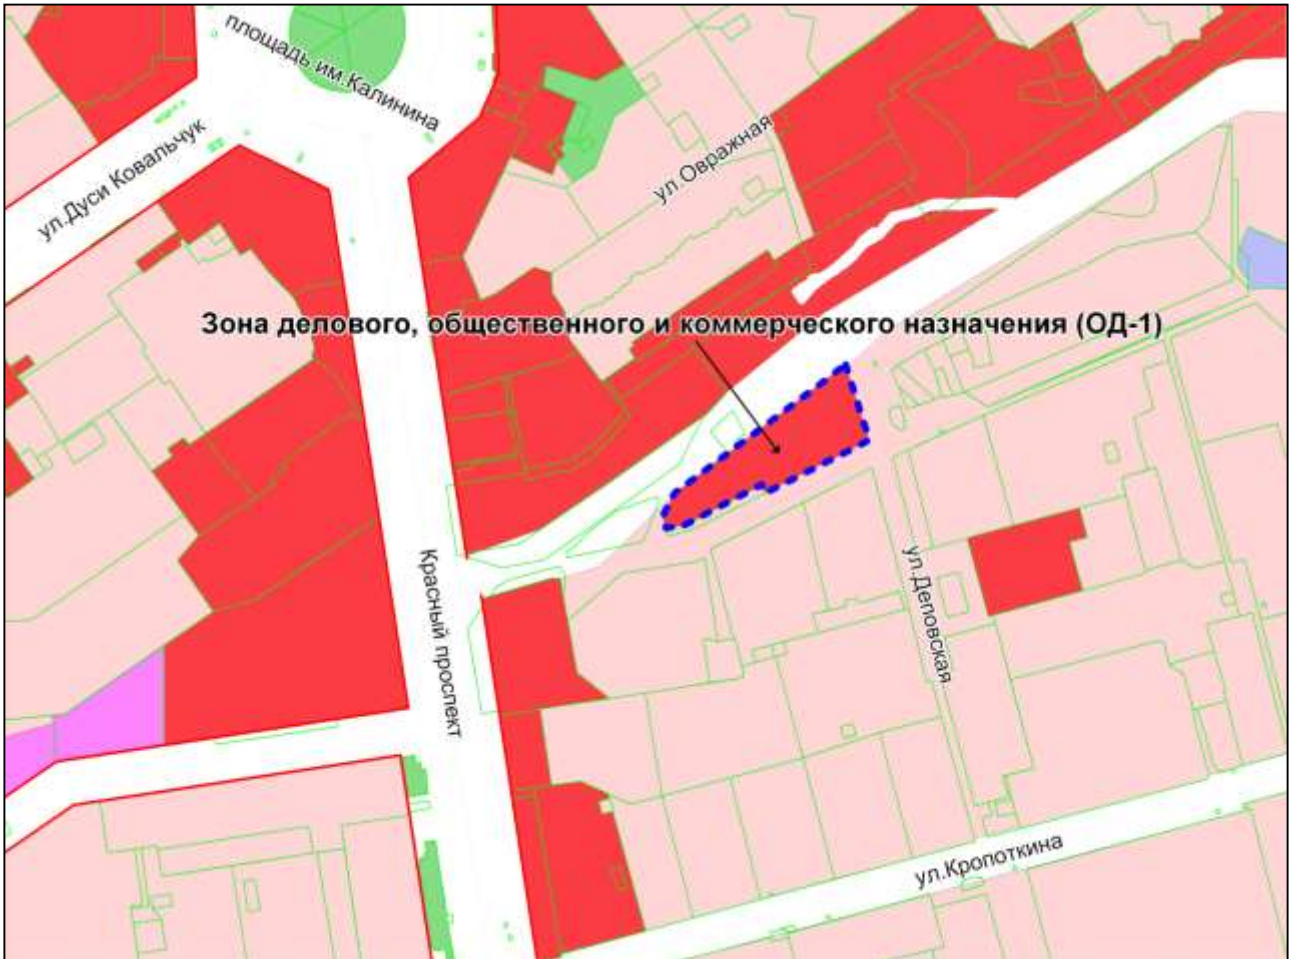 площадь им.Калинина
ул.Дуси Ковальчук
ул.Овражная
Зона делового, общественного и коммерческого назначения (ОД-1)
Красный проспект
ул.Деповская
ул.Кропоткина